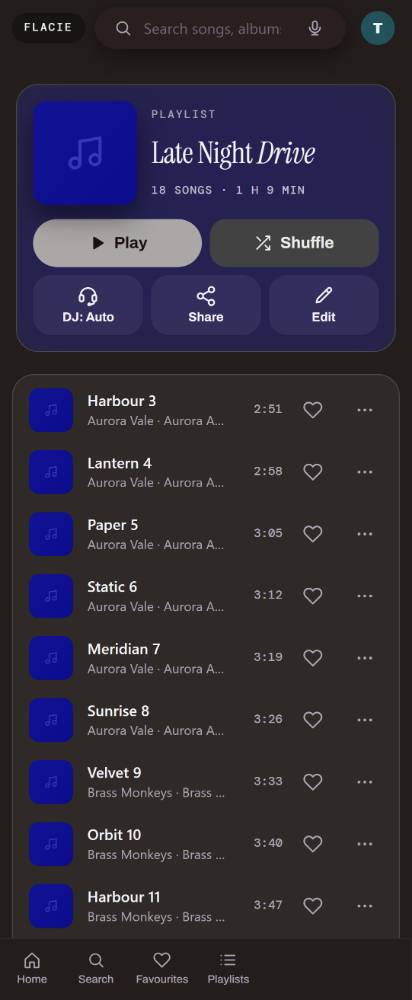 FLACIE
Search songs, album
T
PLAYLIST
Late Night Drive
18 SONGS · 1 H 9 MIN
Play
Shuffle
DJ: Auto
Share
Edit
Harbour 3
2:51
Aurora Vale · Aurora A...
Lantern 4
2:58
Aurora Vale · Aurora A...
Paper 5
3:05
Aurora Vale · Aurora A...
Static 6
3:12
Aurora Vale · Aurora A...
Meridian 7
3:19
Aurora Vale · Aurora A...
Sunrise 8
3:26
Aurora Vale · Aurora A...
Velvet 9
3:33
Brass Monkeys · Brass ...
Orbit 10
3:40
Brass Monkeys · Brass ...
Harbour 11
3:47
Brass Monkeys · Brass ...
Home
Search
Favourites
Playlists